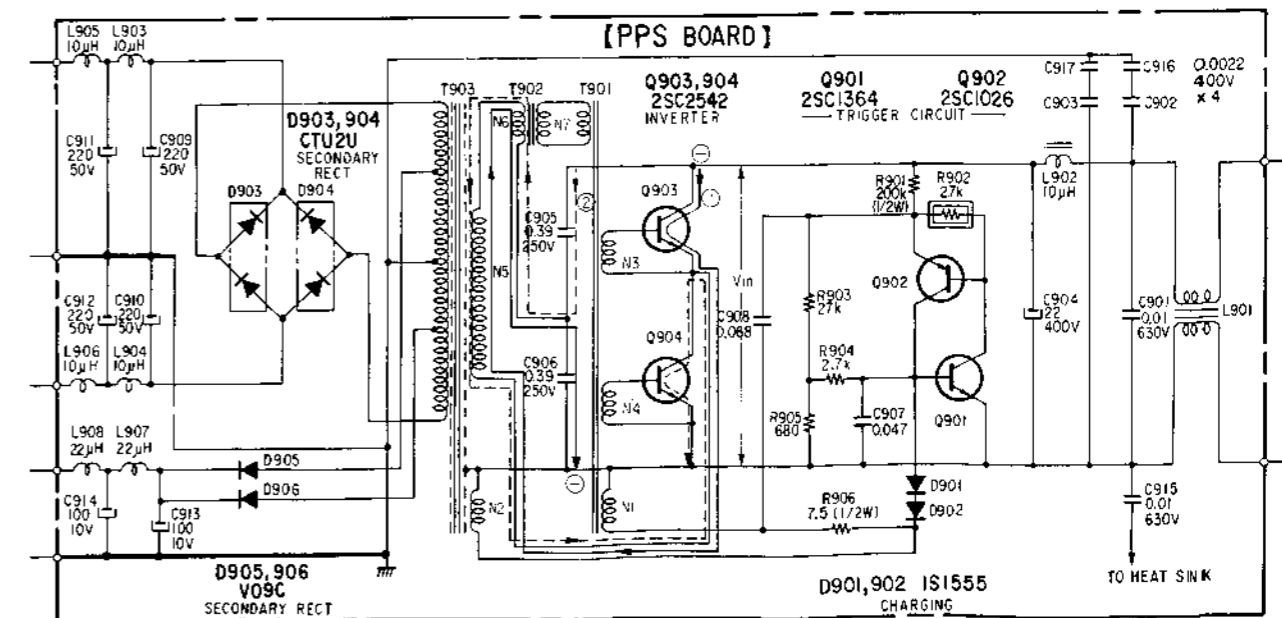 [PPS BOARD]
L905
10µH
L903
10µH
C911
220
50V
C909
220
50V
D903,904
CTU2U
SECONDARY
RECT
D903
D904
C912
220
50V
C910
220
50V
L906
10µH
L904
10µH
L908
22µH
L907
22µH
D905
D906
C914
100
10V
C913
100
10V
D905,906
V09C
SECONDARY RECT
T903
T902
T901
N6
N7
N5
N3
N4
N2
N1
C905
0.39
250V
C906
0.39
250V
2
1
Q903,904
2SC2542
INVERTER
Q903
Q904
Vin
C908
0.068
Q901
2SC1364
Q902
2SC1026
TRIGGER CIRCUIT
R901
200k
(1/2W)
R902
27k
R903
27k
R904
2.7k
R905
680
C907
0.047
Q902
Q901
R906
7.5 (1/2W)
D901
D902
D901,902 1S1555
CHARGING
C917
C916
C903
C902
0.0022
400V
x 4
L902
10µH
C904
22
400V
C901
0.01
630V
L901
C915
0.01
630V
TO HEAT SINK